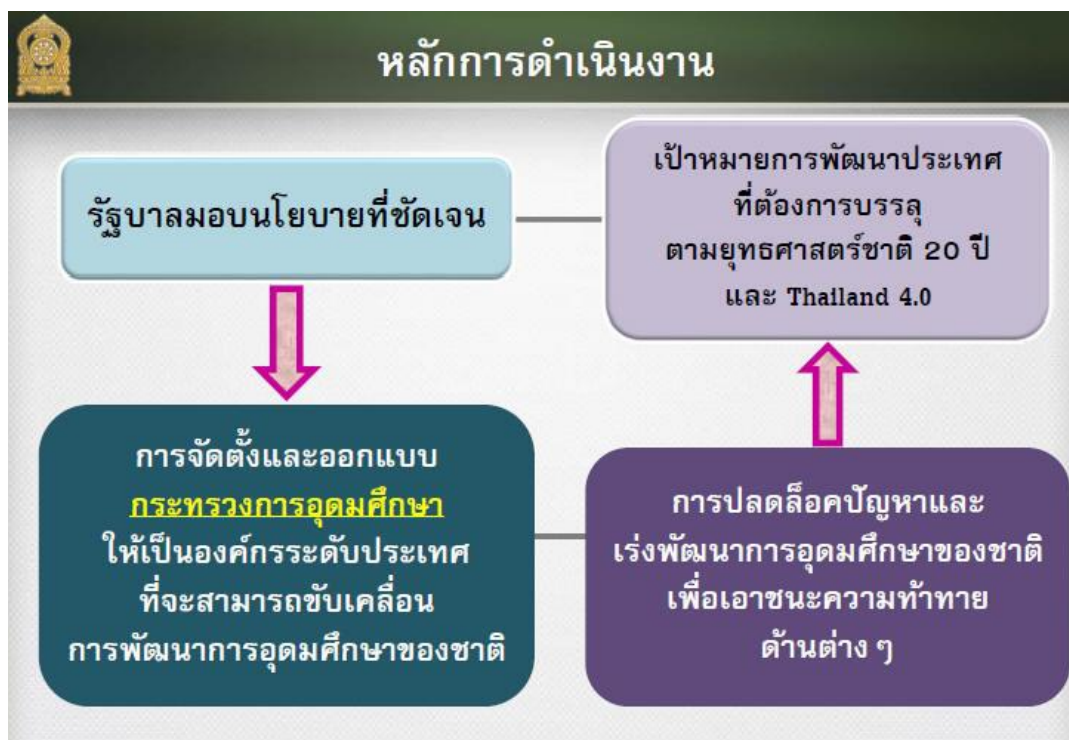 หลักการดำเนินงาน
รัฐบาลมอบนโยบายที่ชัดเจน
เป้าหมายการพัฒนาประเทศ
ที่ต้องการบรรลุ
ตามยุทธศาสตร์ชาติ 20 ปี
และ Thailand 4.0
การจัดตั้งและออกแบบ
กระทรวงการอุดมศึกษา
ให้เป็นองค์กรระดับประเทศ
ที่จะสามารถขับเคลื่อน
การพัฒนาการอุดมศึกษาของชาติ
การปลดล็อคปัญหาและ
เร่งพัฒนาการอุดมศึกษาของชาติ
เพื่อเอาชนะความท้าทาย
ด้านต่าง ๆ